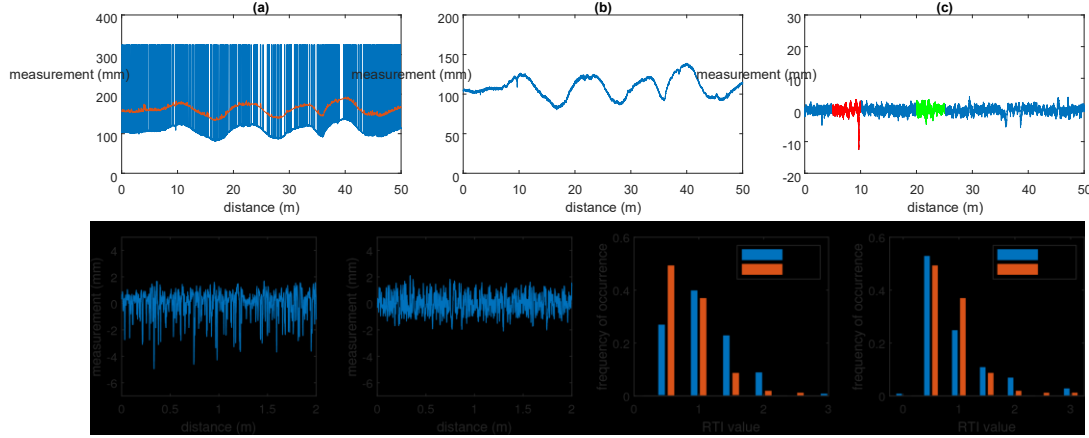 (a)
(b)
(c)
400
300
200
100
0
measurement (mm)
0 10 20 30 40 50
distance (m)
200
150
100
50
0
measurement (mm)
0 10 20 30 40 50
distance (m)
30
20
10
0
-10
-20
measurement (mm)
0 10 20 30 40 50
distance (m)
4
2
0
-2
-4
-6
measurement (mm)
0 0.5 1 1.5 2
distance (m)
4
2
0
-2
-4
-6
measurement (mm)
0 0.5 1 1.5 2
distance (m)
0.6
0.4
0.2
0
frequency of occurrence
1 2 3
RTI value
0.6
0.4
0.2
0
frequency of occurrence
0 1 2 3
RTI value